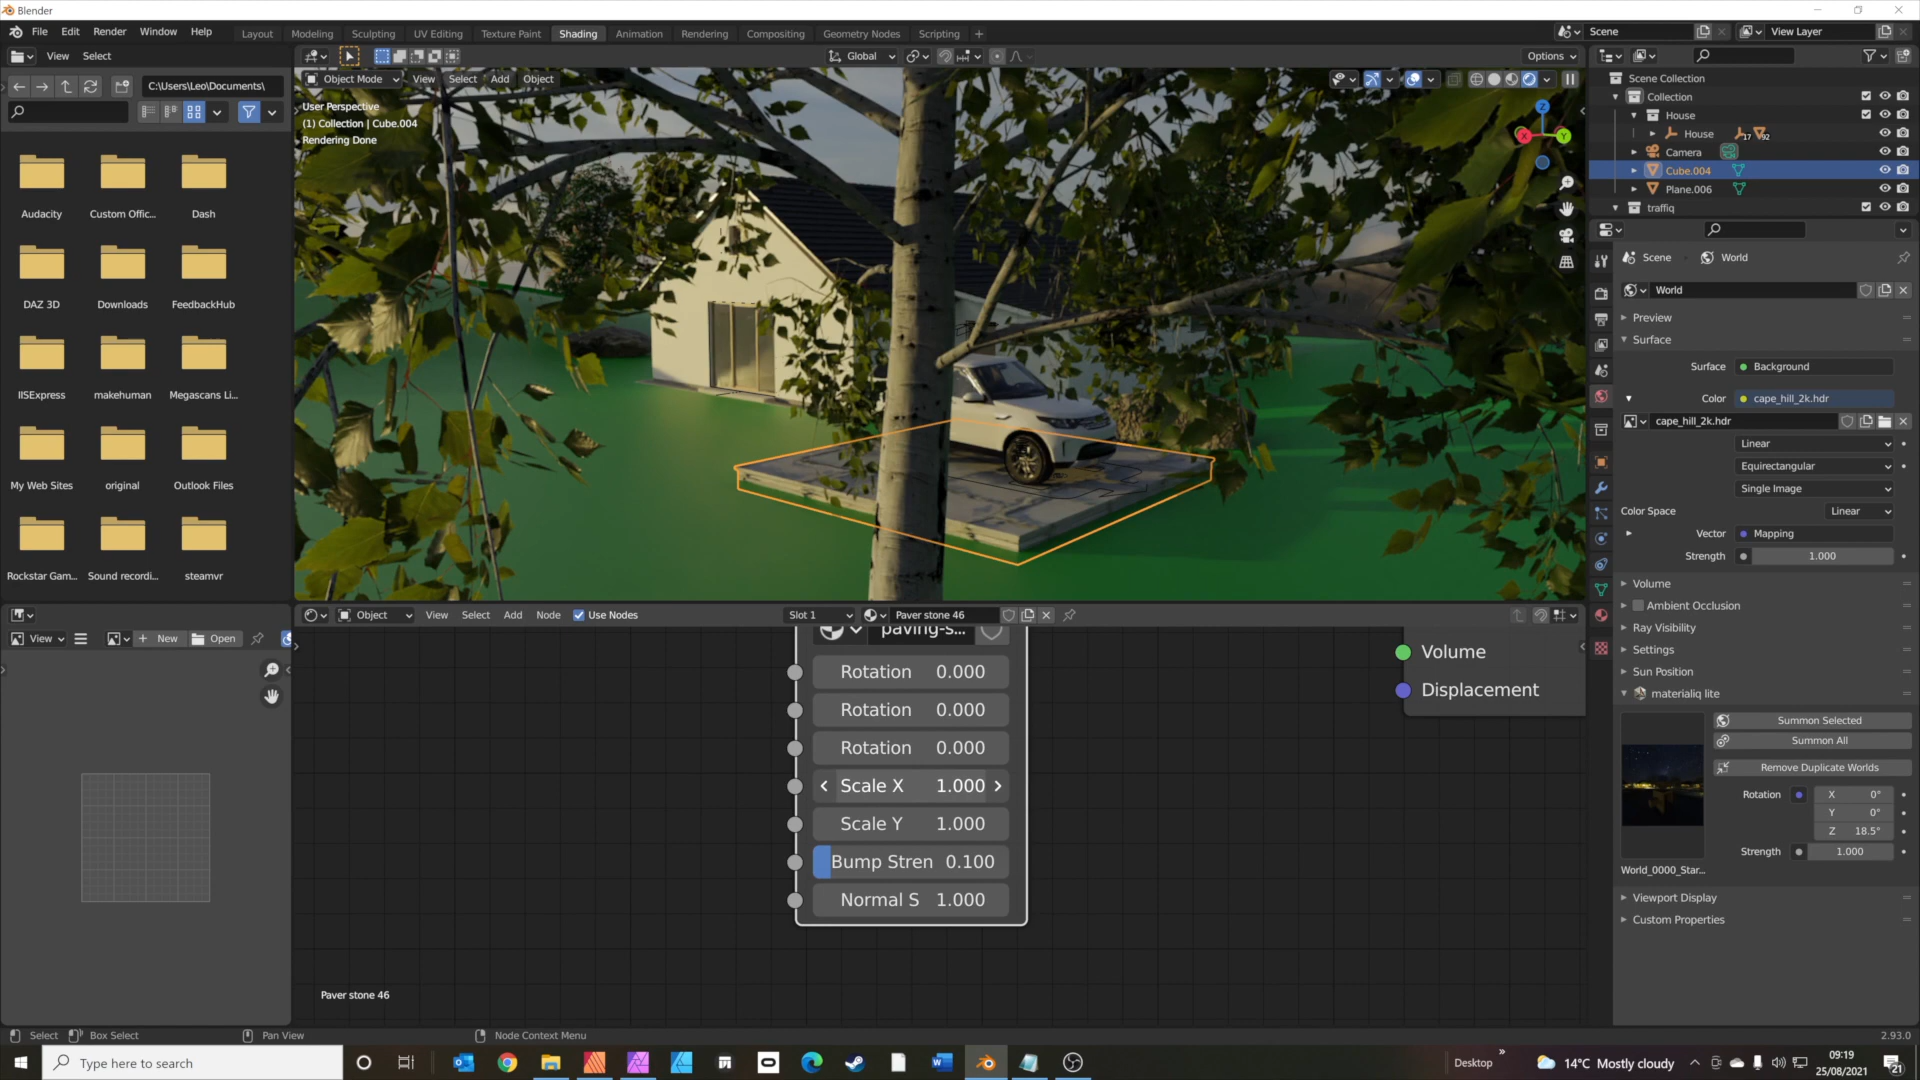 Blender
File Edit Render Window Help
Layout Modeling Sculpting UV Editing Texture Paint Shading Animation Rendering Compositing Geometry Nodes Scripting +
Scene
View Layer
View Select
Global
Options
C:\Users\Leo\Documents\
Object Mode View Select Add Object
User Perspective
(1) Collection | Cube.004
Rendering Done
Z
X
Y
Audacity
Custom Offic...
Dash
DAZ 3D
Downloads
FeedbackHub
IISExpress
makehuman
Megascans Li...
My Web Sites
original
Outlook Files
Rockstar Gam...
Sound recordi...
steamvr
Scene Collection
Collection
House
House 17 92
Camera
Cube.004
Plane.006
traffiq
Scene World
World
Preview
Surface
Surface Background
Color cape_hill_2k.hdr
cape_hill_2k.hdr
Linear
Equirectangular
Single Image
Color Space Linear
Vector Mapping
Strength 1.000
Volume
Ambient Occlusion
Ray Visibility
Settings
Sun Position
materialiq lite
Summon Selected
Summon All
Remove Duplicate Worlds
Rotation X 0°
Y 0°
Z 18.5°
Strength 1.000
World_0000_Star...
Viewport Display
Custom Properties
View + New Open
Object View Select Add Node Use Nodes Slot 1 Paver stone 46
paving-s...
Rotation 0.000
Rotation 0.000
Rotation 0.000
Scale X 1.000
Scale Y 1.000
Bump Stren 0.100
Normal S 1.000
Volume
Displacement
Paver stone 46
Select Box Select Pan View Node Context Menu 2.93.0
Type here to search
Desktop
14°C Mostly cloudy
09:19
25/08/2021
21